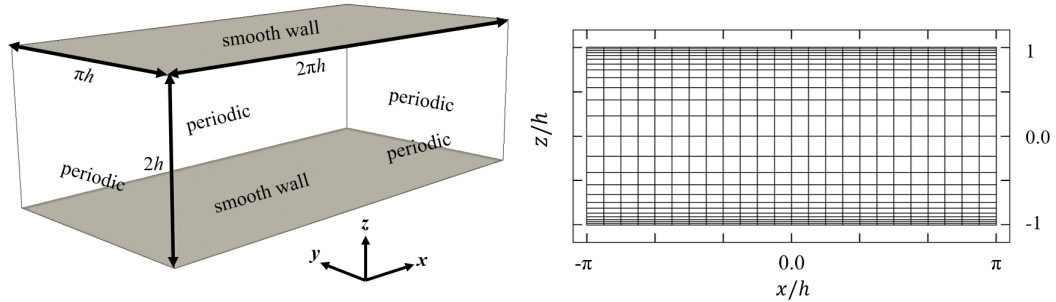 smooth wall
πh
2πh
periodic
periodic
periodic
periodic
2h
smooth wall
z
y
x
z/h
1
0.0
-1
-π
0.0
π
x/h